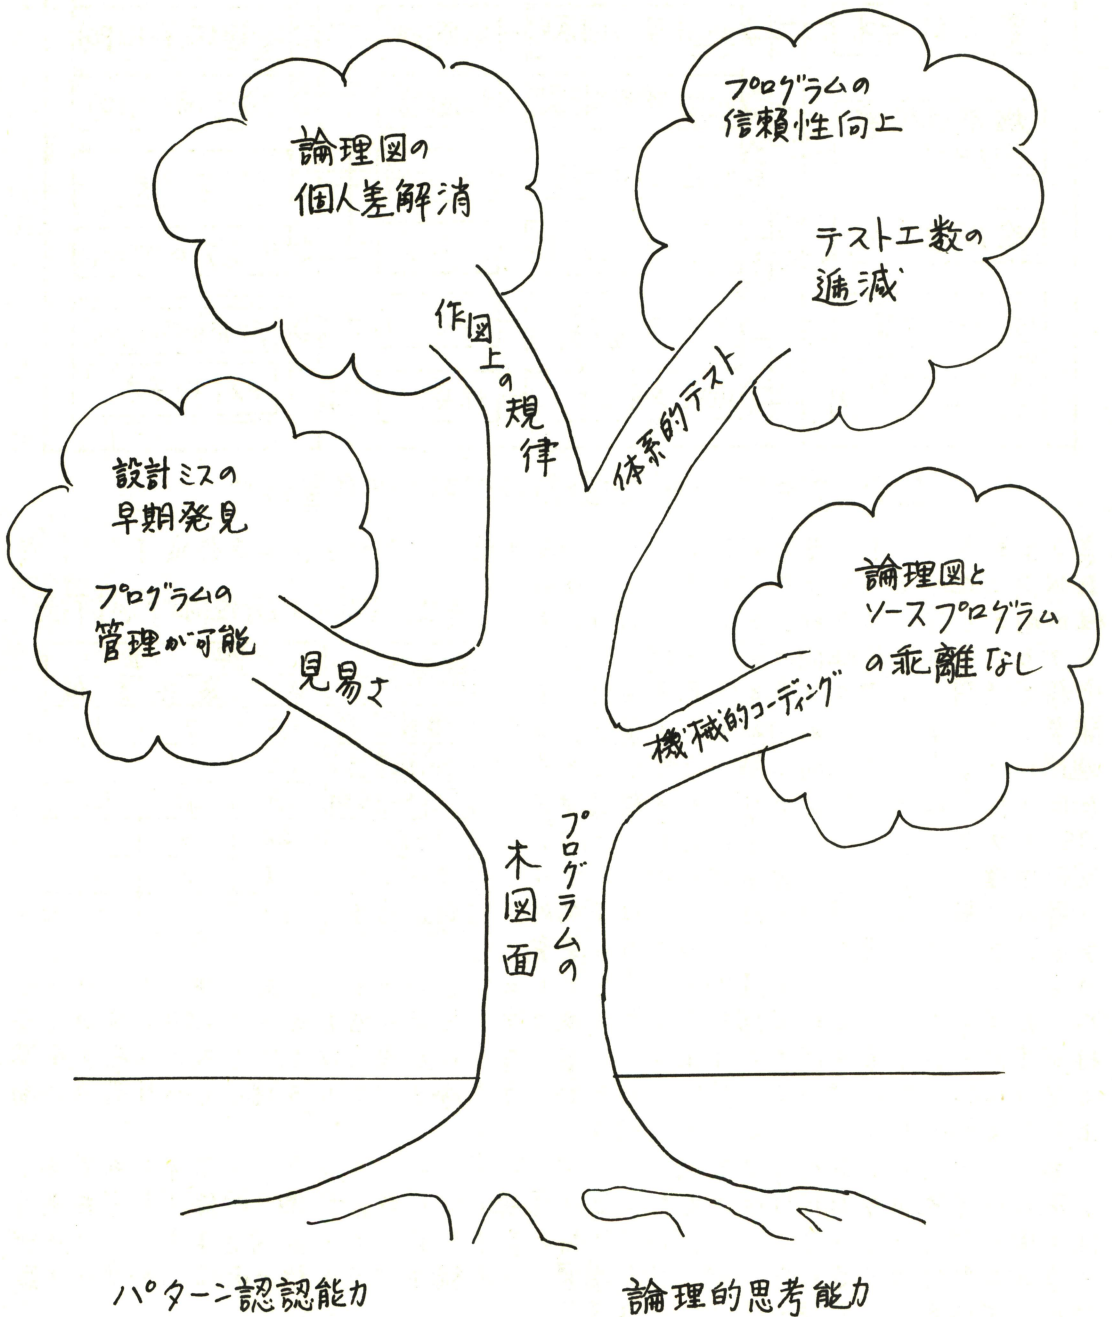 論理図の
個人差解消
プログラムの
信頼性向上
テスト工数の
逓減
作図上の規律
体系的テスト
設計ミスの
早期発見
プログラムの
管理が可能
見易さ
論理図と
ソースプログラム
の乖離なし
機械的コーディング
プログラムの
木図面
パターン認認能力
論理的思考能力